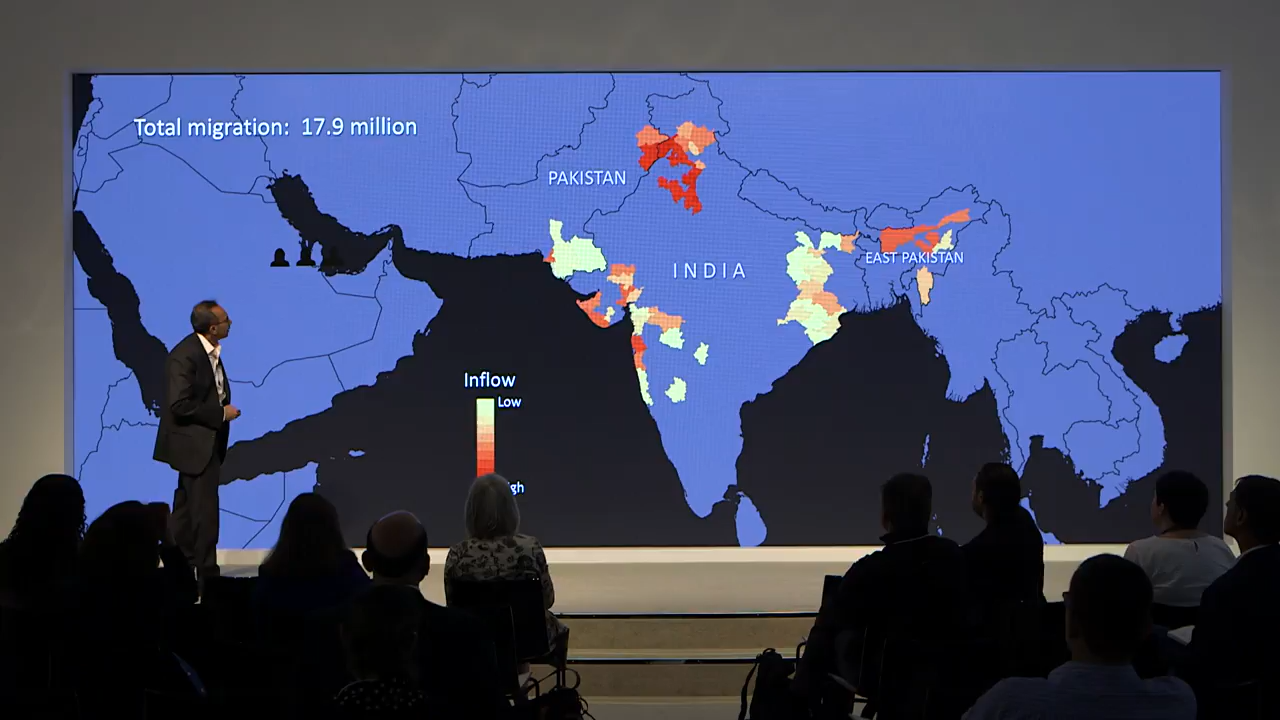 Total migration: 17.9 million
PAKISTAN
EAST PAKISTAN
INDIA
Inflow
Low